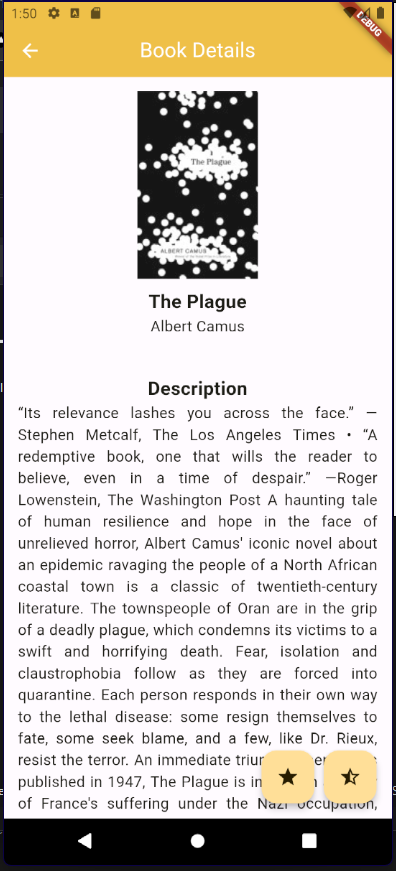 1:50
DEBUG
Book Details
The Plague
ALBERT CAMUS
The Plague
Albert Camus
Description
“Its relevance lashes you across the face.” —
Stephen Metcalf, The Los Angeles Times • “A
redemptive book, one that wills the reader to
believe, even in a time of despair.” —Roger
Lowenstein, The Washington Post A haunting tale
of human resilience and hope in the face of
unrelieved horror, Albert Camus' iconic novel about
an epidemic ravaging the people of a North African
coastal town is a classic of twentieth-century
literature. The townspeople of Oran are in the grip
of a deadly plague, which condemns its victims to a
swift and horrifying death. Fear, isolation and
claustrophobia follow as they are forced into
quarantine. Each person responds in their own way
to the lethal disease: some resign themselves to
fate, some seek blame, and a few, like Dr. Rieux,
resist the terror. An immediate
published in 1947, The Plague is in
of France's suffering under the Nazi occupation,